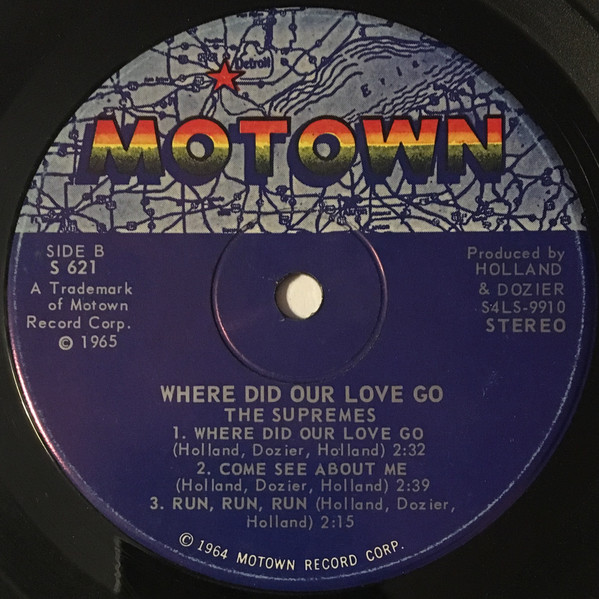 Detroit
Erie
MOTOWN
SIDE B
S 621
A Trademark
of Motown
Record Corp.
© 1965
Produced by
HOLLAND
& DOZIER
S4LS-9910
STEREO
WHERE DID OUR LOVE GO
THE SUPREMES
1. WHERE DID OUR LOVE GO
(Holland, Dozier, Holland) 2:32
2. COME SEE ABOUT ME
(Holland, Dozier, Holland) 2:39
3. RUN, RUN, RUN (Holland, Dozier,
Holland) 2:15
© 1964 MOTOWN RECORD CORP.